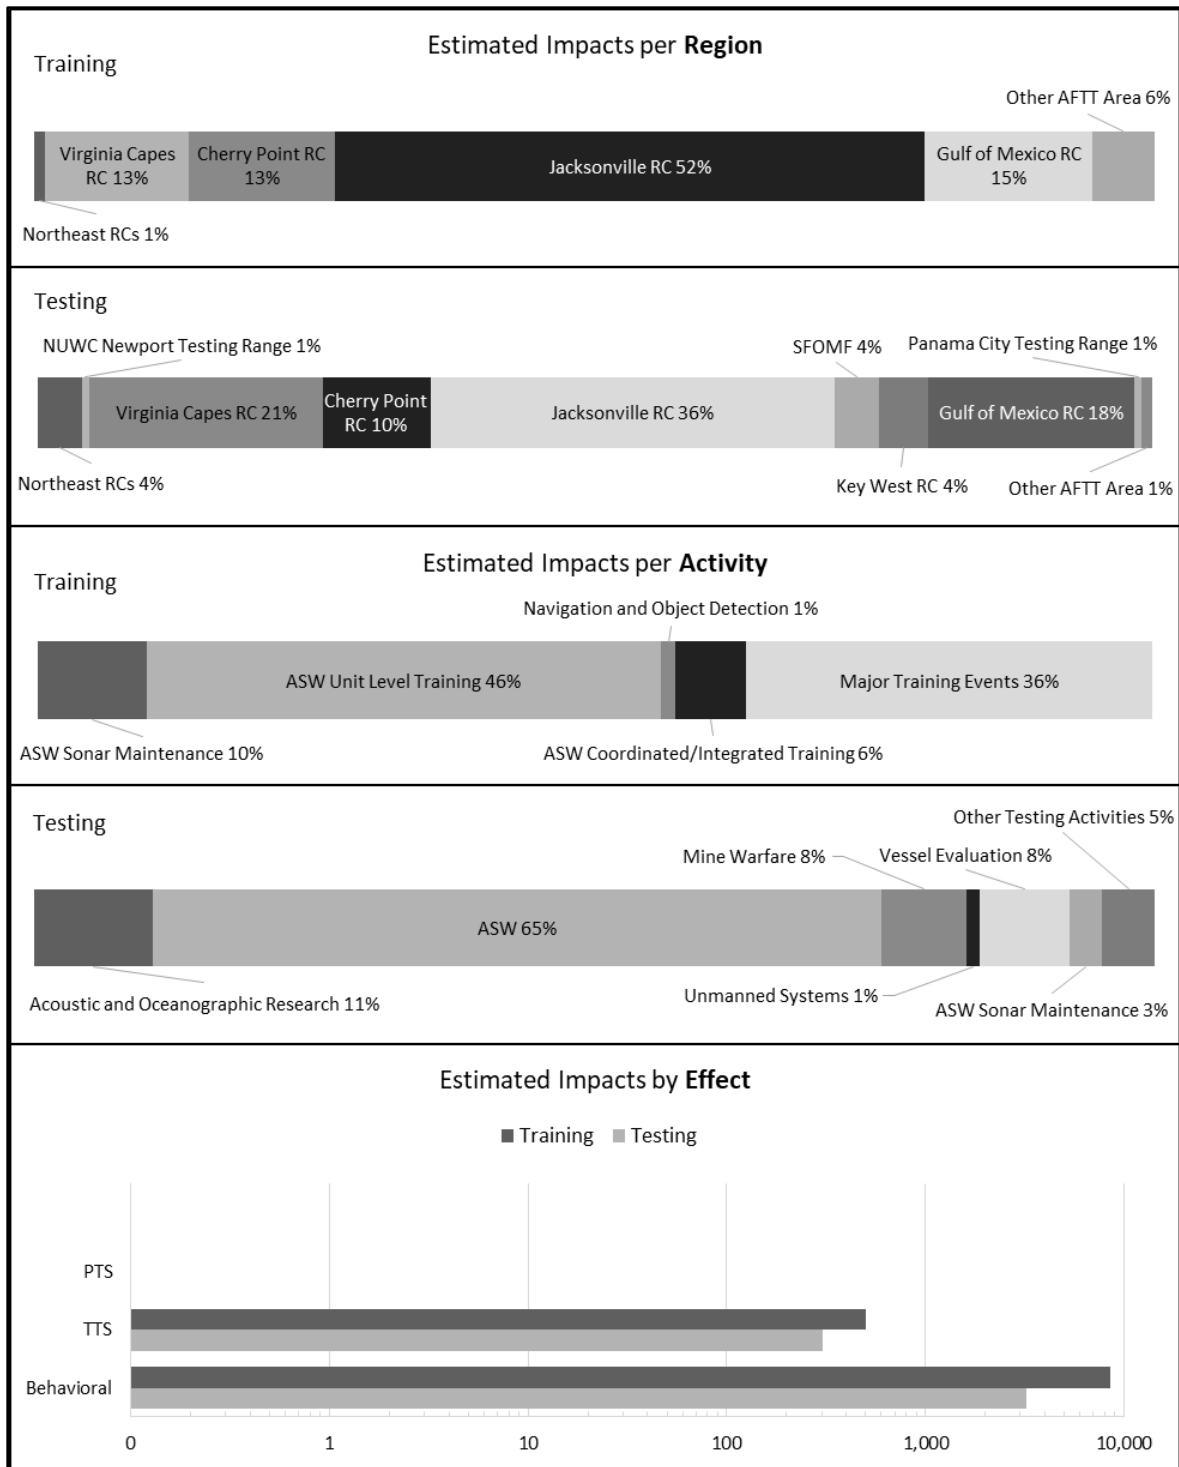 Estimated Impacts per Region
Training
Other AFTT Area 6%
Virginia Capes
RC 13%
Cherry Point RC
13%
Jacksonville RC 52%
Gulf of Mexico RC
15%
Northeast RCs 1%
Testing
NUWC Newport Testing Range 1%
SFOMF 4%
Panama City Testing Range 1%
Virginia Capes RC 21%
Cherry Point
RC 10%
Jacksonville RC 36%
Gulf of Mexico RC 18%
Northeast RCs 4%
Key West RC 4%
Other AFTT Area 1%
Estimated Impacts per Activity
Training
Navigation and Object Detection 1%
ASW Unit Level Training 46%
Major Training Events 36%
ASW Sonar Maintenance 10%
ASW Coordinated/Integrated Training 6%
Testing
Other Testing Activities 5%
Mine Warfare 8%
Vessel Evaluation 8%
ASW 65%
Acoustic and Oceanographic Research 11%
Unmanned Systems 1%
ASW Sonar Maintenance 3%
Estimated Impacts by Effect
Training Testing
PTS
TTS
Behavioral
0 1 10 100 1,000 10,000